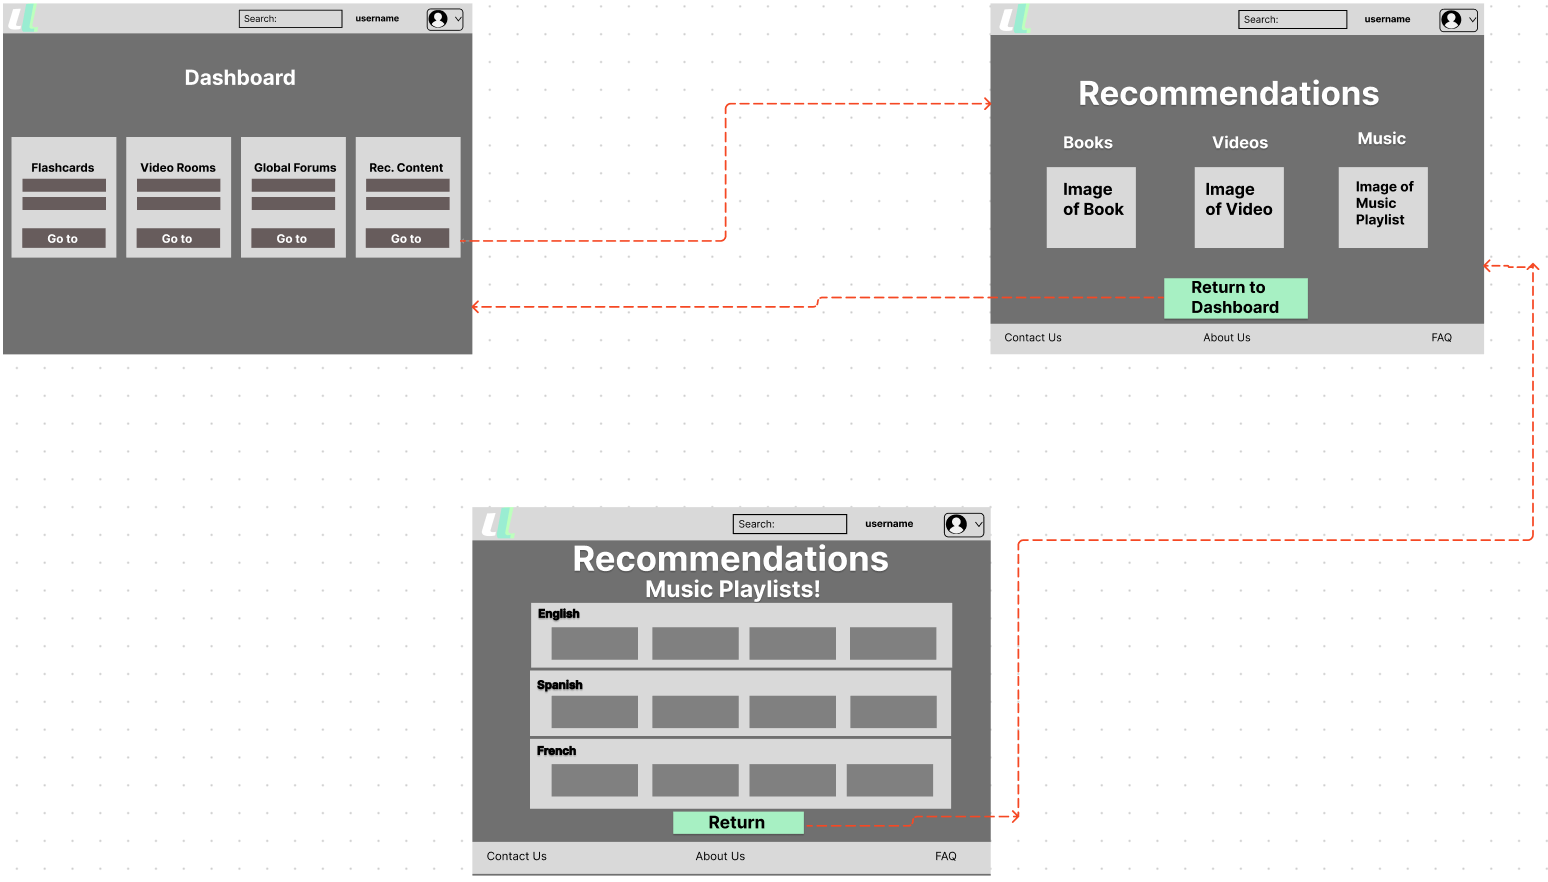 Search:
username
Dashboard
Flashcards
Video Rooms
Global Forums
Rec. Content
Go to
Go to
Go to
Go to
Search:
username
Recommendations
Books
Videos
Music
Image
of Book
Image
of Video
Image of
Music
Playlist
Return to
Dashboard
Contact Us
About Us
FAQ
Search:
username
Recommendations
Music Playlists!
English
Spanish
French
Return
Contact Us
About Us
FAQ